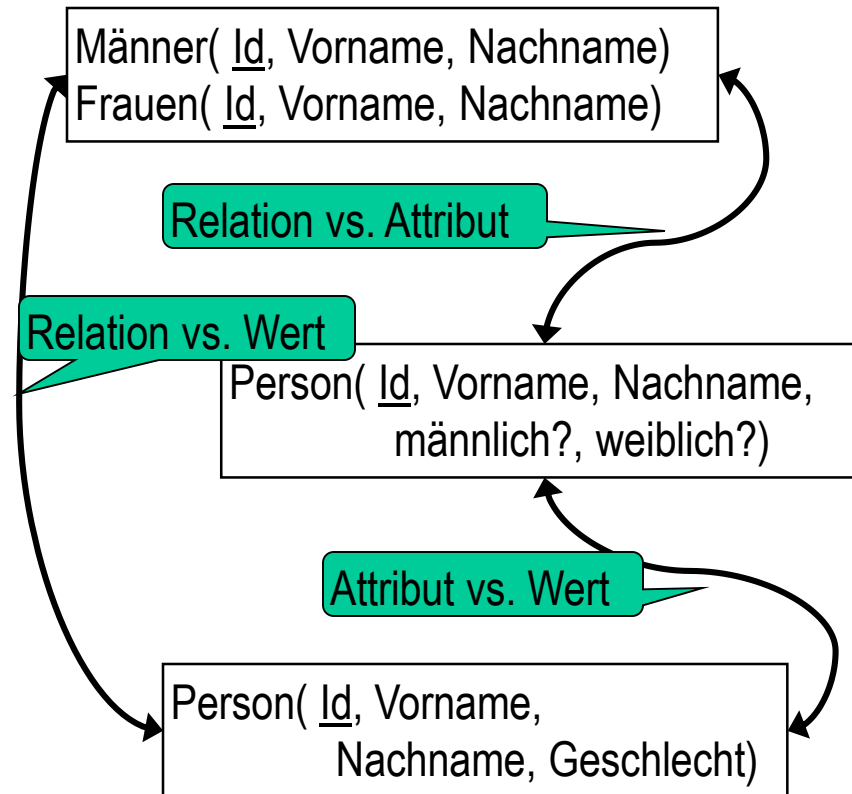 Männer( Id, Vorname, Nachname)
Frauen( Id, Vorname, Nachname)
Relation vs. Attribut
Relation vs. Wert
Person( Id, Vorname, Nachname,
männlich?, weiblich?)
Attribut vs. Wert
Person( Id, Vorname,
Nachname, Geschlecht)